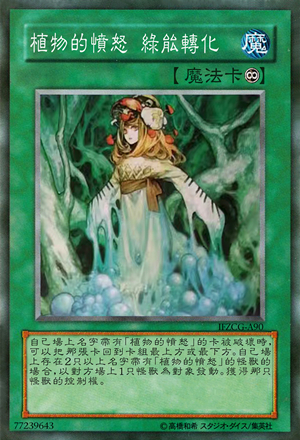 植物的憤怒 綠能轉化
魔
【魔法卡】
IFZCG-A90
自己場上名字帶有「植物的憤怒」的卡被破壞時,
可以把那張卡回到卡組最上方或最下方。自己場
上存在2只以上名字帶有「植物的憤怒」的怪獸的
場合,以對方場上1只怪獸為對象發動。獲得那只
怪獸的控制權。
77239643
©高橋和希 スタジオ・ダイス/集英社